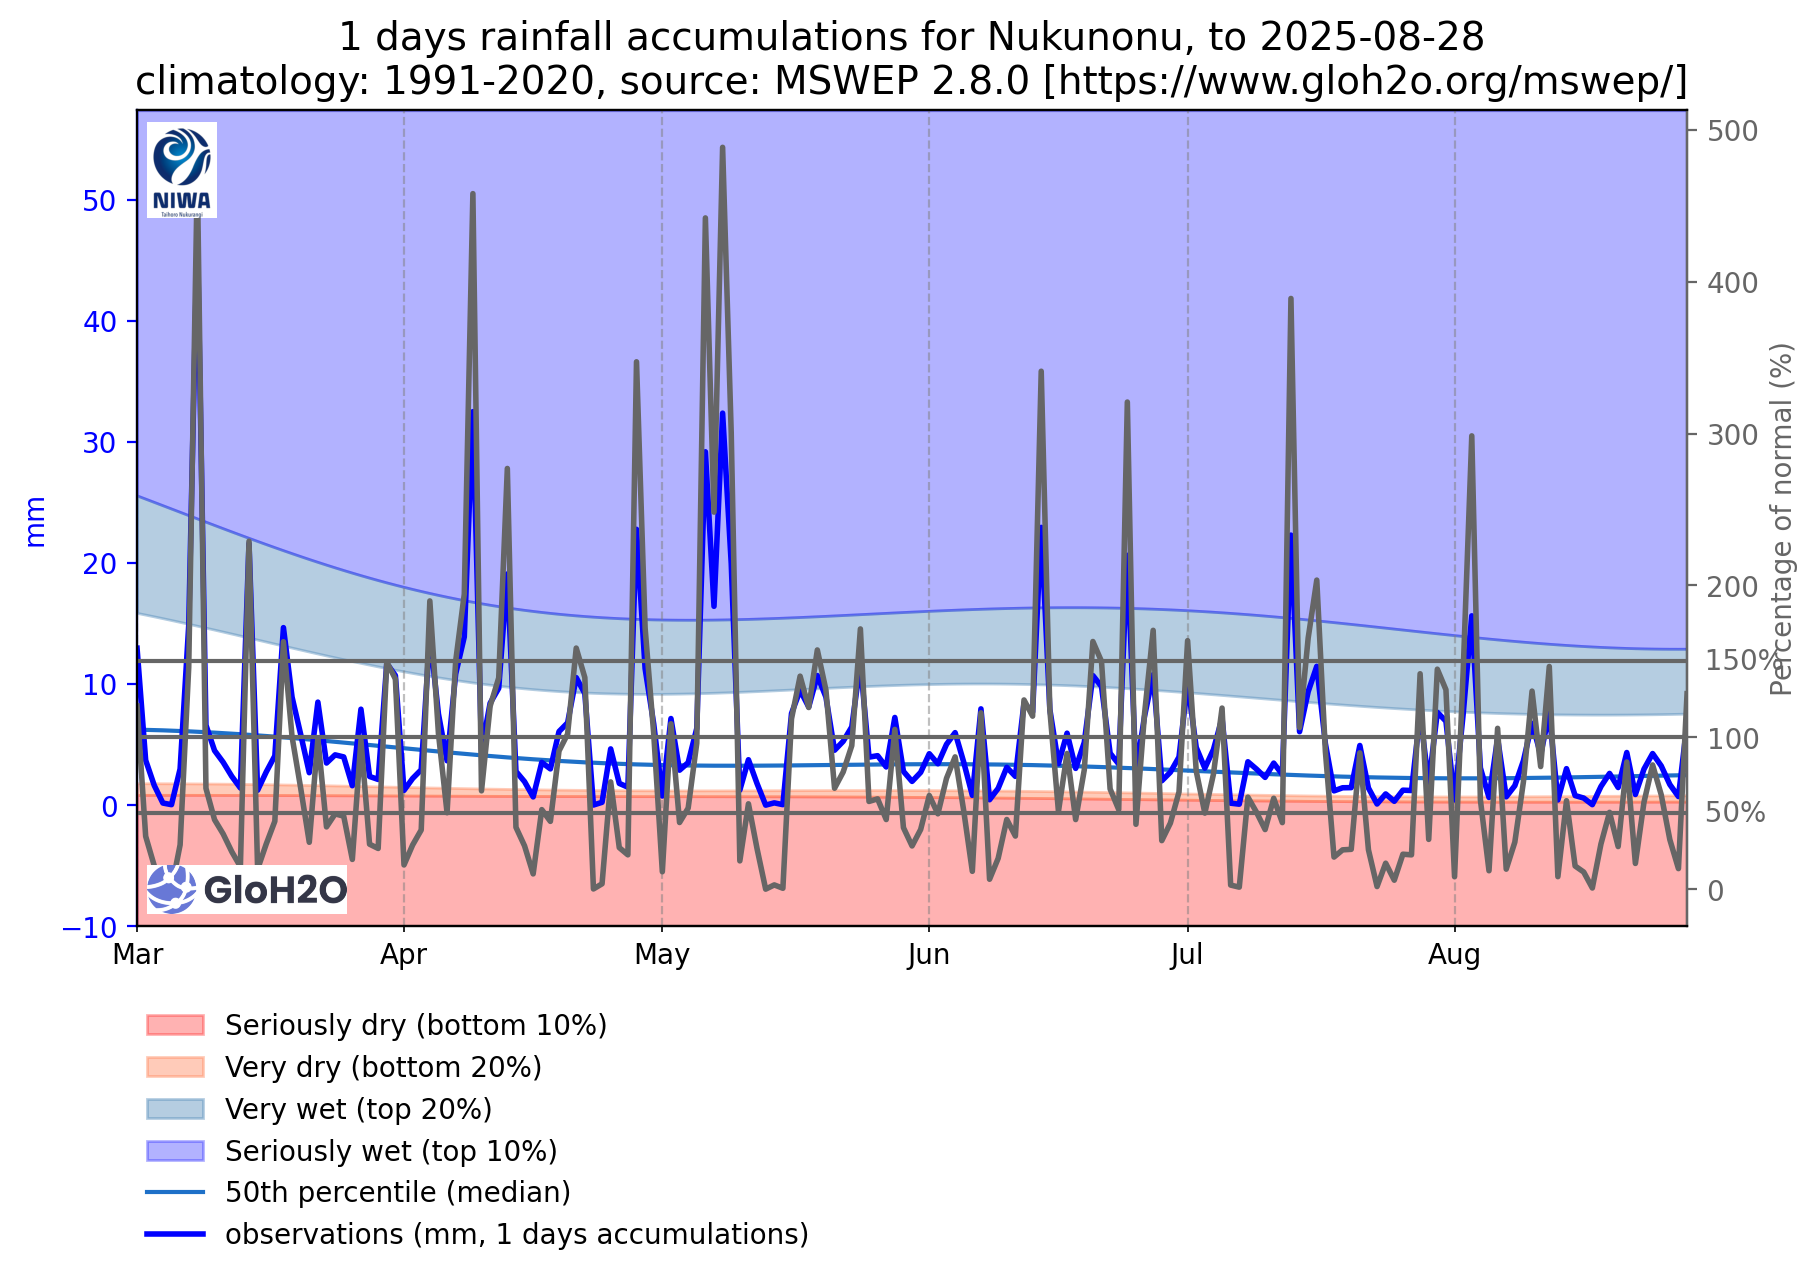 1 days rainfall accumulations for Nukunonu, to 2025-08-28
climatology: 1991-2020, source: MSWEP 2.8.0 [https://www.gloh2o.org/mswep/]
NIWA
Taihoro Nukurangi
50
40
30
20
10
0
−10
mm
500
400
300
200
150%
100
50%
0
Percentage of normal (%)
GloH2O
Mar
Apr
May
Jun
Jul
Aug
Seriously dry (bottom 10%)
Very dry (bottom 20%)
Very wet (top 20%)
Seriously wet (top 10%)
50th percentile (median)
observations (mm, 1 days accumulations)